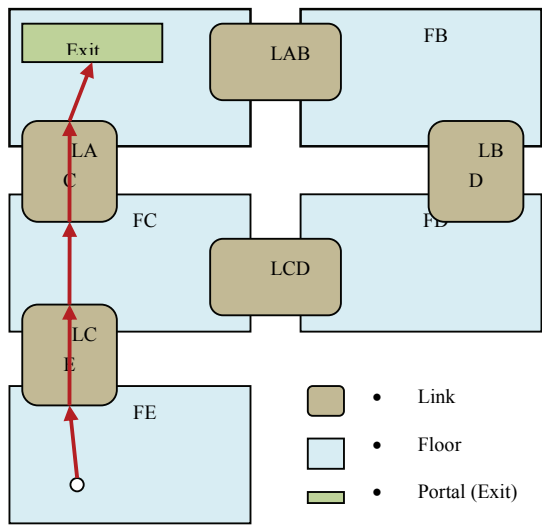 Exit
LAB
FB
LA
C
LB
D
FC
FD
LCD
LC
E
FE
• Link
• Floor
• Portal (Exit)